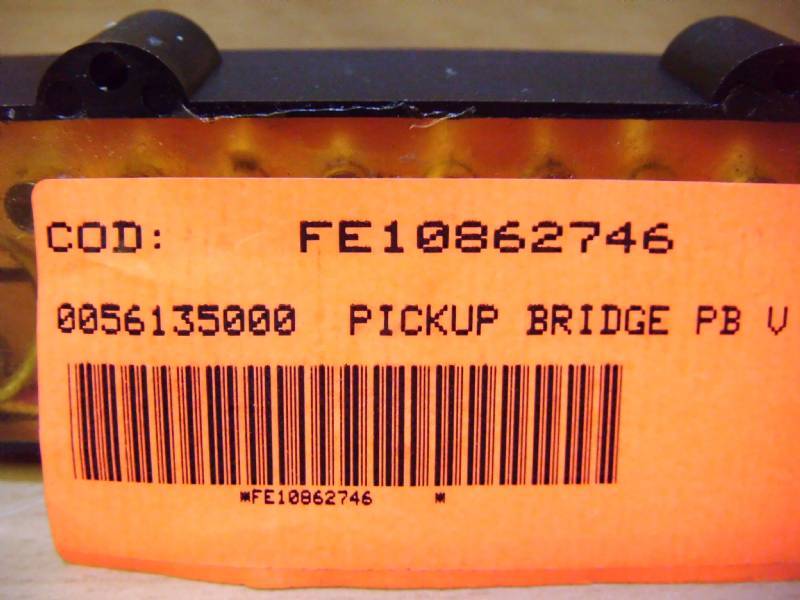 COD: FE10862746
0056135000 PICKUP BRIDGE PB V
*FE10862746 *